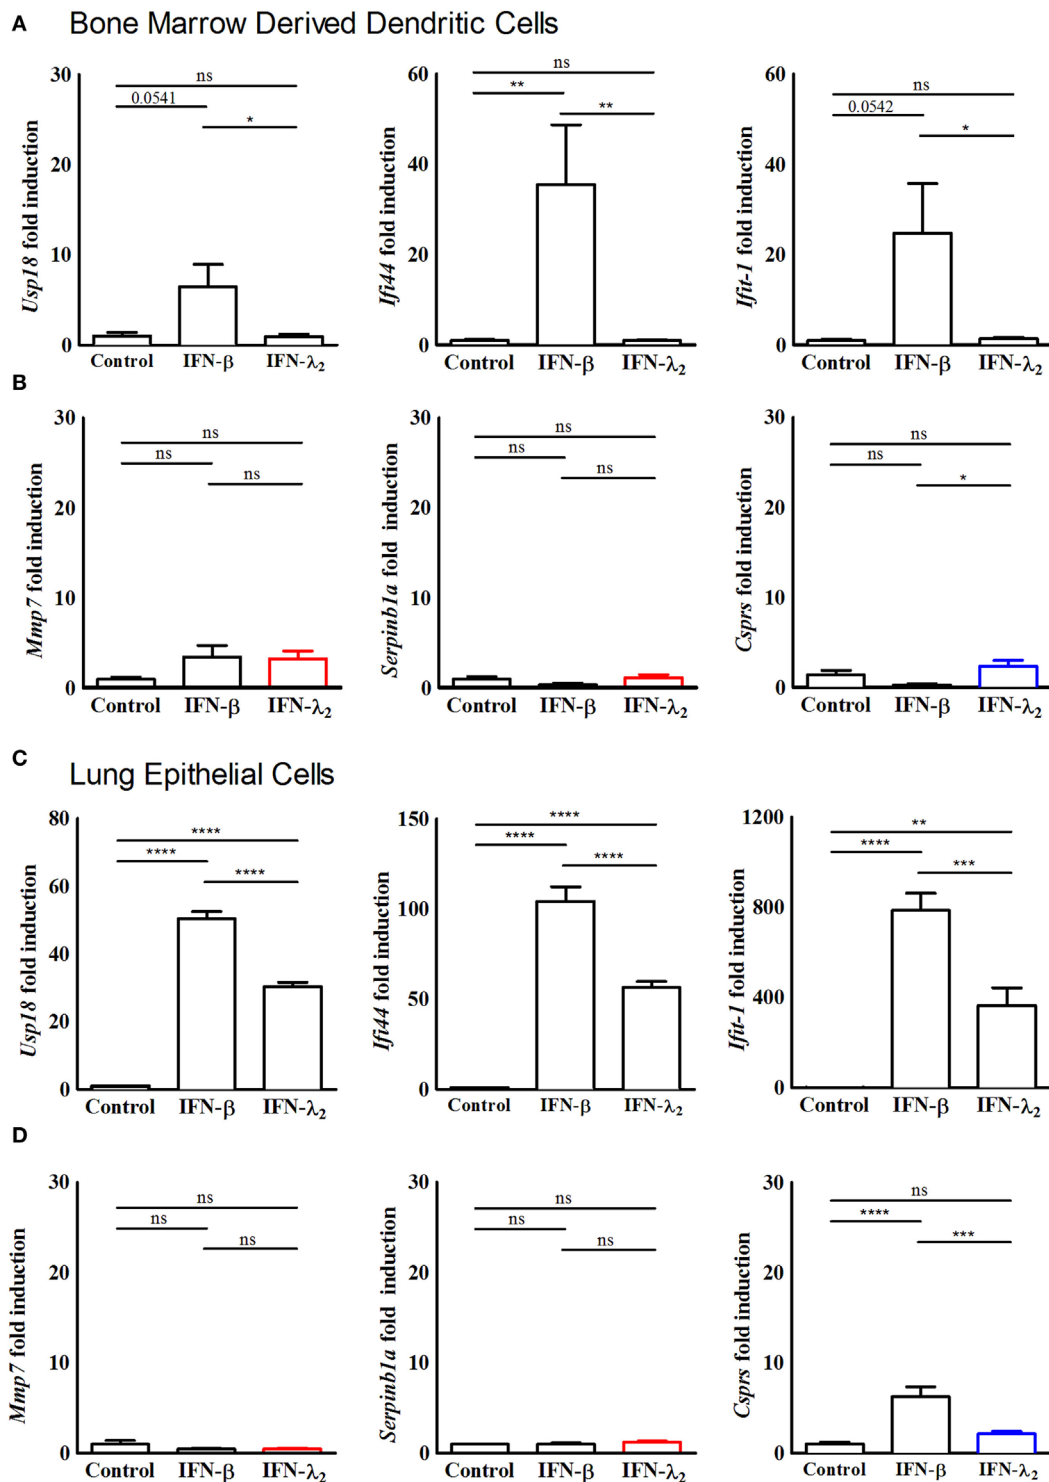 A Bone Marrow Derived Dendritic Cells
Usp18 fold induction
30
20
10
0
ns
0.0541
*
Control IFN-β IFN-λ2
Ifi44 fold induction
60
40
20
0
ns
**
**
Control IFN-β IFN-λ2
Ifit-1 fold induction
60
40
20
0
ns
0.0542
*
Control IFN-β IFN-λ2
B
Mmp7 fold induction
30
20
10
0
ns
ns
ns
Control IFN-β IFN-λ2
Serpinb1a fold induction
30
20
10
0
ns
ns
ns
Control IFN-β IFN-λ2
Csprs fold induction
30
20
10
0
ns
ns
*
Control IFN-β IFN-λ2
C Lung Epithelial Cells
Usp18 fold induction
80
60
40
20
0
****
****
****
Control IFN-β IFN-λ2
Ifi44 fold induction
150
100
50
0
****
****
****
Control IFN-β IFN-λ2
Ifit-1 fold induction
1200
800
400
0
**
****
***
Control IFN-β IFN-λ2
D
Mmp7 fold induction
30
20
10
0
ns
ns
ns
Control IFN-β IFN-λ2
Serpinb1a fold induction
30
20
10
0
ns
ns
ns
Control IFN-β IFN-λ2
Csprs fold induction
30
20
10
0
ns
****
***
Control IFN-β IFN-λ2